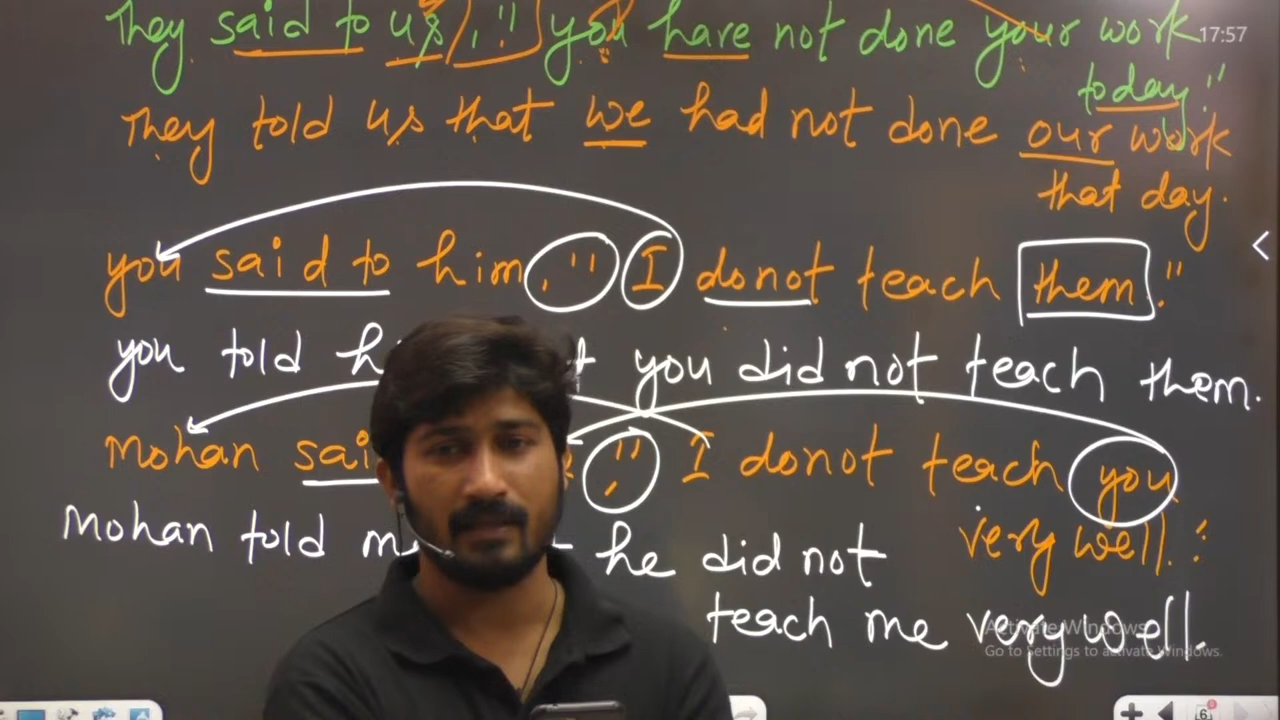 They said to us, " you have not done your work
17:57
today."
They told us that we had not done our work
that day.
you said to him, " I donot teach them."
you told you did not teach them.
Mohan " I donot teach you
very well.
Mohan told he did not
teach me very well.
Activate Windows
Go to Settings to activate Windows.
6